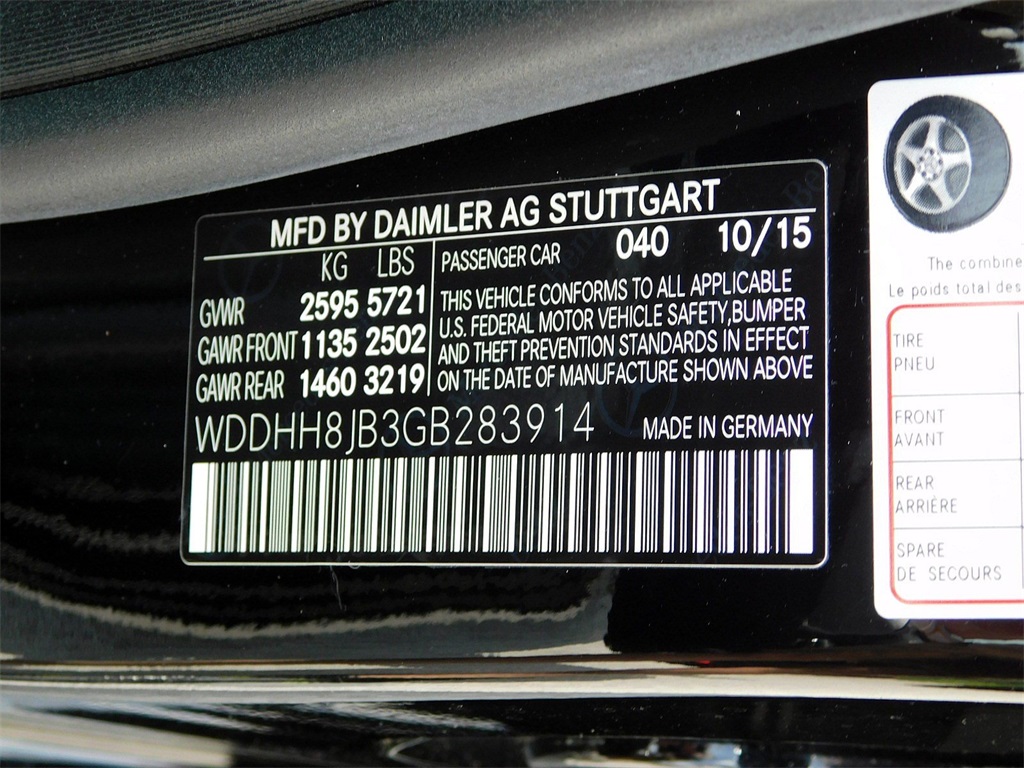 MFD BY DAIMLER AG STUTTGART
KG LBS
GVWR 2595 5721
GAWR FRONT 1135 2502
GAWR REAR 1460 3219
PASSENGER CAR 040 10/15
THIS VEHICLE CONFORMS TO ALL APPLICABLE
U.S. FEDERAL MOTOR VEHICLE SAFETY, BUMPER
AND THEFT PREVENTION STANDARDS IN EFFECT
ON THE DATE OF MANUFACTURE SHOWN ABOVE
WDDHH8JB3GB283914 MADE IN GERMANY
The combine
Le poids total des
TIRE
PNEU
FRONT
AVANT
REAR
ARRIÈRE
SPARE
DE SECOURS